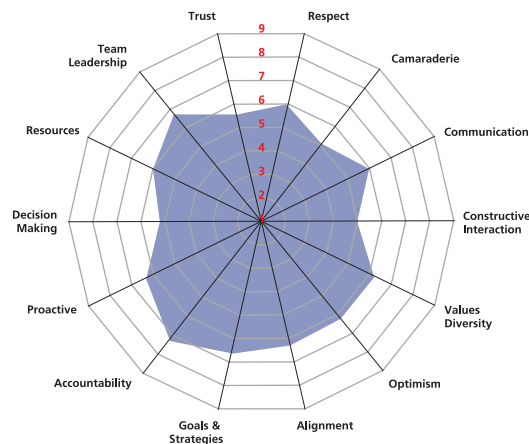 Trust
Respect
Team
Leadership
Camaraderie
Resources
Communication
Decision
Making
Constructive
Interaction
Proactive
Values
Diversity
Accountability
Optimism
Goals &
Strategies
Alignment
9
8
7
6
5
4
3
2